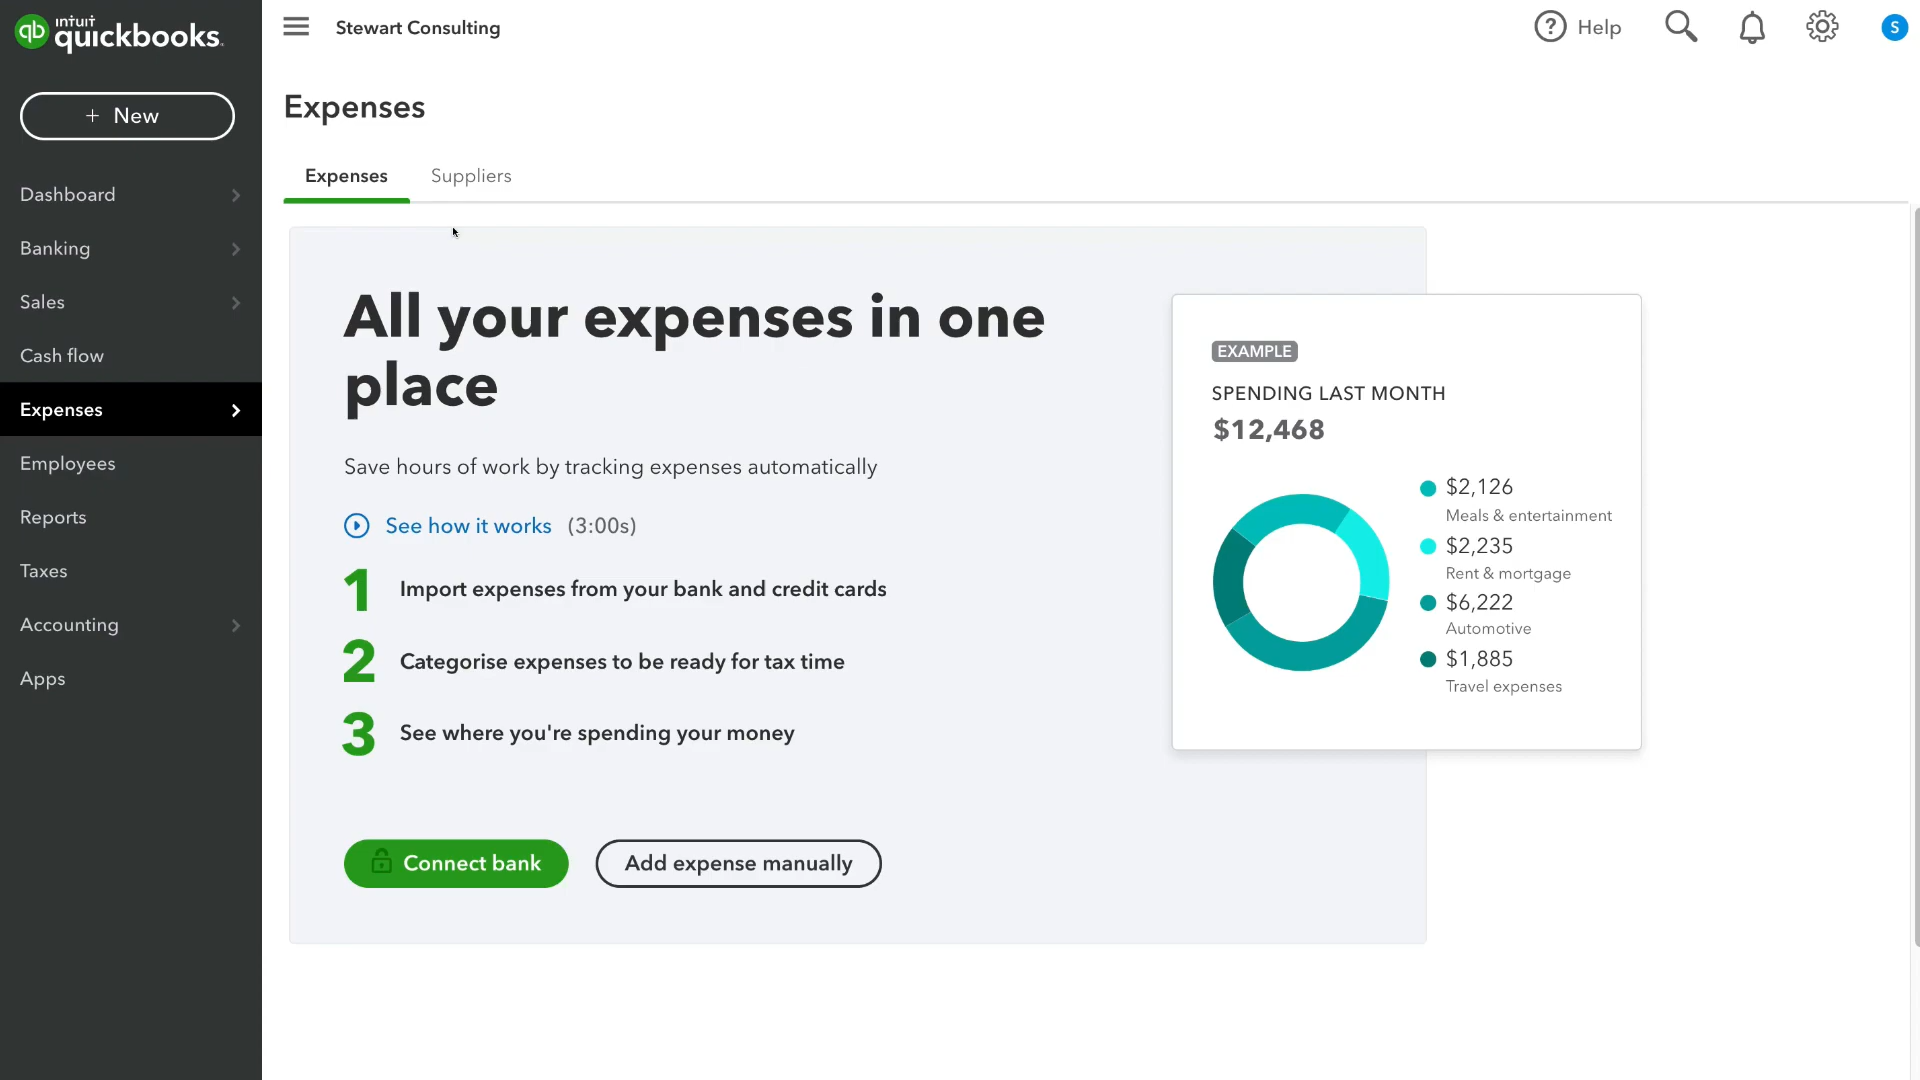 intuit
quickbooks.
Stewart Consulting
Help
S
+ New
Dashboard
Banking
Sales
Cash flow
Expenses
Employees
Reports
Taxes
Accounting
Apps
Expenses
Expenses
Suppliers
All your expenses in one
place
Save hours of work by tracking expenses automatically
See how it works (3:00s)
1 Import expenses from your bank and credit cards
2 Categorise expenses to be ready for tax time
3 See where you're spending your money
Connect bank
Add expense manually
EXAMPLE
SPENDING LAST MONTH
$12,468
$2,126
Meals & entertainment
$2,235
Rent & mortgage
$6,222
Automotive
$1,885
Travel expenses